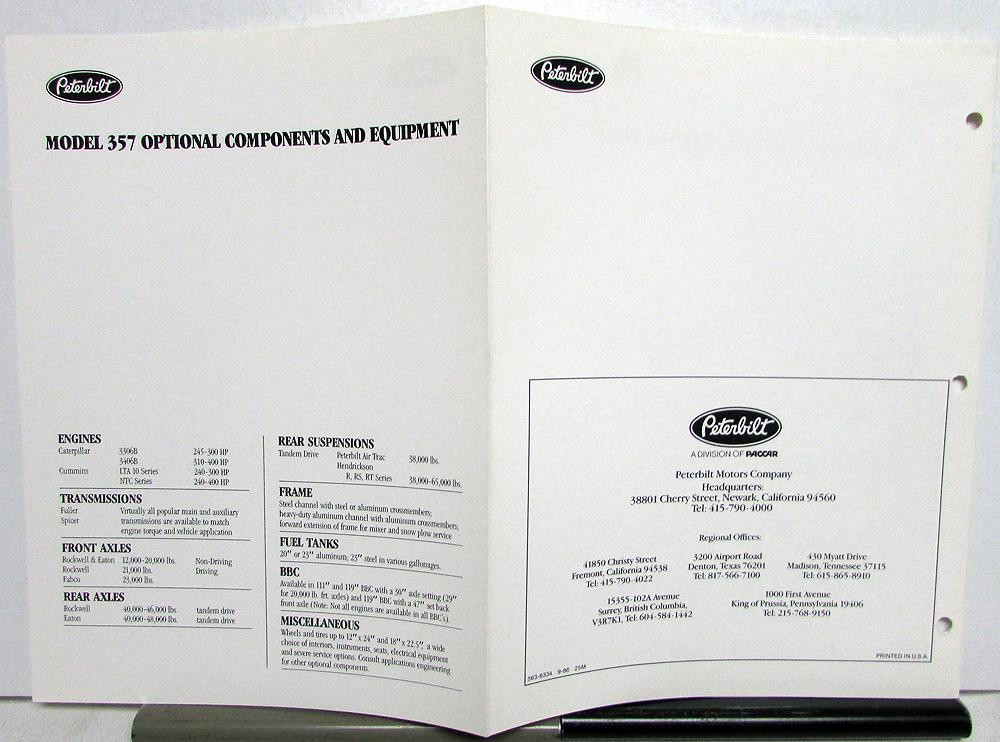 Peterbilt
MODEL 357 OPTIONAL COMPONENTS AND EQUIPMENT
ENGINES
Caterpillar 3306B 245-300 HP
3406B 310-400 HP
Cummins LTA 10 Series 240-300 HP
NTC Series 240-400 HP
TRANSMISSIONS
Fuller Virtually all popular main and auxiliary
Spicer transmissions are available to match
engine torque and vehicle application
FRONT AXLES
Rockwell & Eaton 12,000-20,000 lbs. Non-Driving
Rockwell 21,000 lbs. Driving
Fabco 23,000 lbs.
REAR AXLES
Rockwell 40,000-46,000 lbs. tandem drive
Eaton 40,000-48,000 lbs. tandem drive
REAR SUSPENSIONS
Tandem Drive Peterbilt Air Trac 38,000 lbs.
Hendrickson
R, RS, RT Series 38,000-65,000 lbs.
FRAME
Steel channel with steel or aluminum crossmembers;
heavy-duty aluminum channel with aluminum crossmembers;
forward extension of frame for mixer and snow plow service
FUEL TANKS
20" or 23" aluminum; 23" steel in various gallonages.
BBC
Available in 111" and 119" BBC with a 30" axle setting (29"
for 20,000 lb. frt. axles) and 119" BBC with a 47" set back
front axle (Note: Not all engines are available in all BBC's).
MISCELLANEOUS
Wheels and tires up to 12" x 24" and 18" x 22.5", a wide
choice of interiors, instruments, seats, electrical equipment
and severe service options. Consult applications engineering
for other optional components.
Peterbilt
Peterbilt
A DIVISION OF PACCAR
Peterbilt Motors Company
Headquarters:
38801 Cherry Street, Newark, California 94560
Tel: 415-790-4000
Regional Offices:
41850 Christy Street
Fremont, California 94538
Tel: 415-790-4022
3200 Airport Road
Denton, Texas 76201
Tel: 817-566-7100
430 Myatt Drive
Madison, Tennessee 37115
Tel: 615-865-8910
15355-102A Avenue
Surrey, British Columbia,
V3R7K1, Tel: 604-584-1442
1000 First Avenue
King of Prussia, Pennsylvania 19406
Tel: 215-768-9150
563-6334 9-86 25M
PRINTED IN U.S.A.